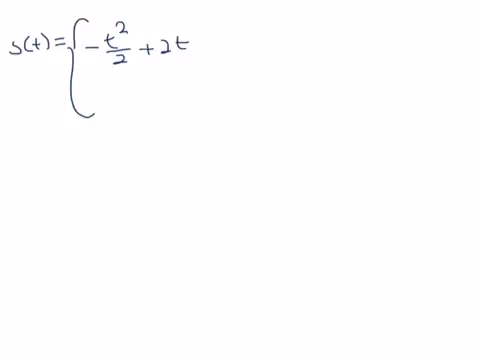 s(t) = { -t²/2 + 2t